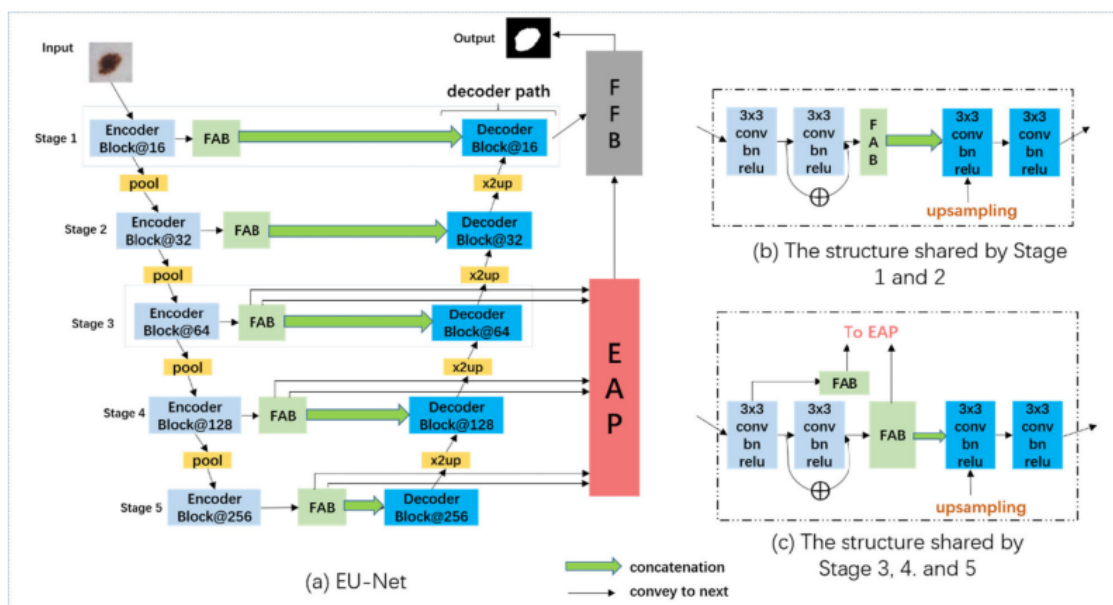 Input
Output
F
F
B
decoder path
Stage 1
Encoder
Block@16
FAB
Decoder
Block@16
pool
x2up
Stage 2
Encoder
Block@32
FAB
Decoder
Block@32
pool
x2up
Stage 3
Encoder
Block@64
FAB
Decoder
Block@64
E
A
P
pool
x2up
Stage 4
Encoder
Block@128
FAB
Decoder
Block@128
pool
x2up
Stage 5
Encoder
Block@256
FAB
Decoder
Block@256
(a) EU-Net
concatenation
convey to next
3x3
conv
bn
relu
3x3
conv
bn
relu
F
A
B
3x3
conv
bn
relu
3x3
conv
bn
relu
upsampling
(b) The structure shared by Stage
1 and 2
To EAP
FAB
3x3
conv
bn
relu
3x3
conv
bn
relu
FAB
3x3
conv
bn
relu
3x3
conv
bn
relu
upsampling
(c) The structure shared by
Stage 3, 4. and 5